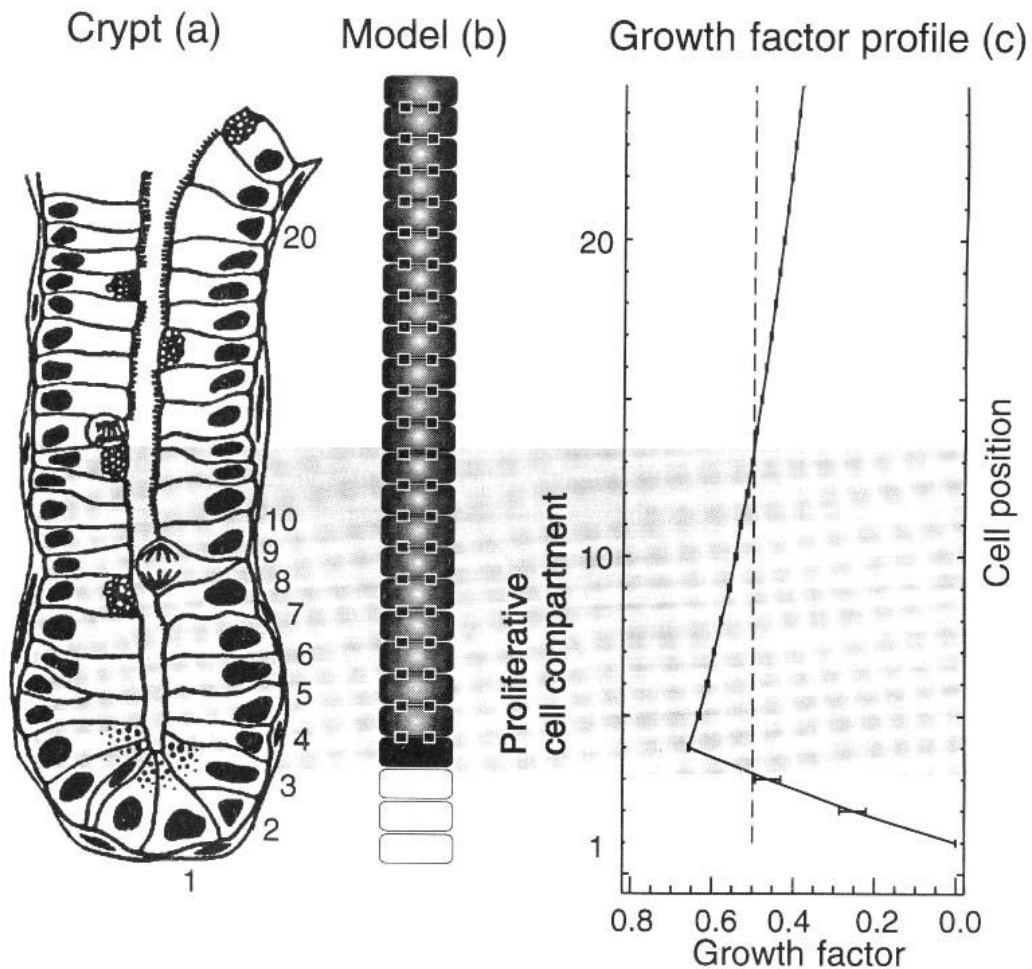 Crypt (a)
Model (b)
Growth factor profile (c)
20
10
9
8
7
6
5
4
3
2
1
Proliferative
cell compartment
20
10
1
Cell position
0.8 0.6 0.4 0.2 0.0
Growth factor